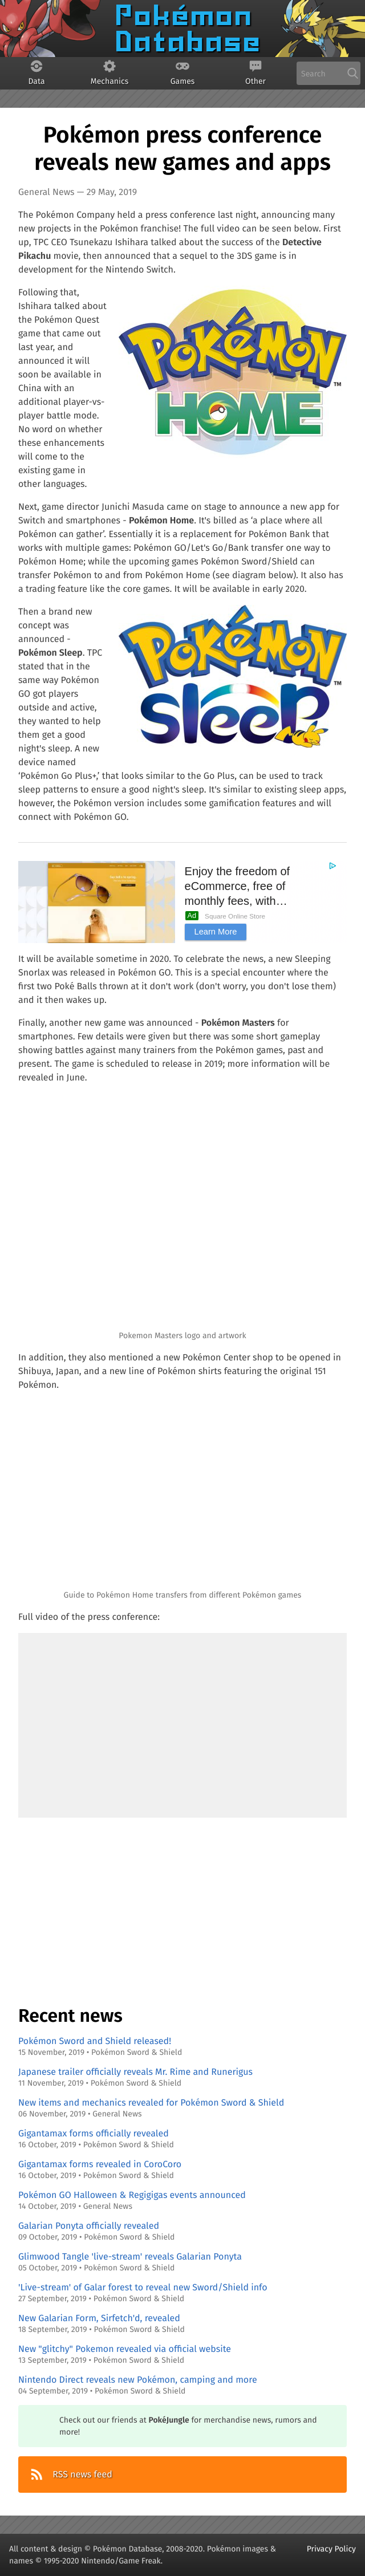 Pokémon
Database
Data
Mechanics
Games
Other
Search
Pokémon press conference
reveals new games and apps
General News — 29 May, 2019
The Pokémon Company held a press conference last night, announcing many
new projects in the Pokémon franchise! The full video can be seen below. First
up, TPC CEO Tsunekazu Ishihara talked about the success of the Detective
Pikachu movie, then announced that a sequel to the 3DS game is in
development for the Nintendo Switch.
Following that,
Ishihara talked about
the Pokémon Quest
game that came out
last year, and
announced it will
soon be available in
China with an
additional player-vs-
player battle mode.
No word on whether
these enhancements
will come to the
existing game in
other languages.
POKéMON
™
HOME
Next, game director Junichi Masuda came on stage to announce a new app for
Switch and smartphones - Pokémon Home. It's billed as ‘a place where all
Pokémon can gather’. Essentially it is a replacement for Pokémon Bank that
works with multiple games: Pokémon GO/Let's Go/Bank transfer one way to
Pokémon Home; while the upcoming games Pokémon Sword/Shield can
transfer Pokémon to and from Pokémon Home (see diagram below). It also has
a trading feature like the core games. It will be available in early 2020.
Then a brand new
concept was
announced -
Pokémon Sleep. TPC
stated that in the
same way Pokémon
GO got players
outside and active,
they wanted to help
them get a good
night's sleep. A new
device named
POKéMON
™
sleep
‘Pokémon Go Plus+,’ that looks similar to the Go Plus, can be used to track
sleep patterns to ensure a good night's sleep. It's similar to existing sleep apps,
however, the Pokémon version includes some gamification features and will
connect with Pokémon GO.
Enjoy the freedom of
eCommerce, free of
monthly fees, with…
Ad Square Online Store
Learn More
It will be available sometime in 2020. To celebrate the news, a new Sleeping
Snorlax was released in Pokémon GO. This is a special encounter where the
first two Poké Balls thrown at it don't work (don't worry, you don't lose them)
and it then wakes up.
Finally, another new game was announced - Pokémon Masters for
smartphones. Few details were given but there was some short gameplay
showing battles against many trainers from the Pokémon games, past and
present. The game is scheduled to release in 2019; more information will be
revealed in June.
Pokemon Masters logo and artwork
In addition, they also mentioned a new Pokémon Center shop to be opened in
Shibuya, Japan, and a new line of Pokémon shirts featuring the original 151
Pokémon.
Guide to Pokémon Home transfers from different Pokémon games
Full video of the press conference:
Recent news
Pokémon Sword and Shield released!
15 November, 2019 • Pokémon Sword & Shield
Japanese trailer officially reveals Mr. Rime and Runerigus
11 November, 2019 • Pokémon Sword & Shield
New items and mechanics revealed for Pokémon Sword & Shield
06 November, 2019 • General News
Gigantamax forms officially revealed
16 October, 2019 • Pokémon Sword & Shield
Gigantamax forms revealed in CoroCoro
16 October, 2019 • Pokémon Sword & Shield
Pokémon GO Halloween & Regigigas events announced
14 October, 2019 • General News
Galarian Ponyta officially revealed
09 October, 2019 • Pokémon Sword & Shield
Glimwood Tangle 'live-stream' reveals Galarian Ponyta
05 October, 2019 • Pokémon Sword & Shield
'Live-stream' of Galar forest to reveal new Sword/Shield info
27 September, 2019 • Pokémon Sword & Shield
New Galarian Form, Sirfetch'd, revealed
18 September, 2019 • Pokémon Sword & Shield
New "glitchy" Pokemon revealed via official website
13 September, 2019 • Pokémon Sword & Shield
Nintendo Direct reveals new Pokémon, camping and more
04 September, 2019 • Pokémon Sword & Shield
Check out our friends at PokéJungle for merchandise news, rumors and
more!
RSS news feed
All content & design © Pokémon Database, 2008-2020. Pokémon images &
names © 1995-2020 Nintendo/Game Freak.
Privacy Policy